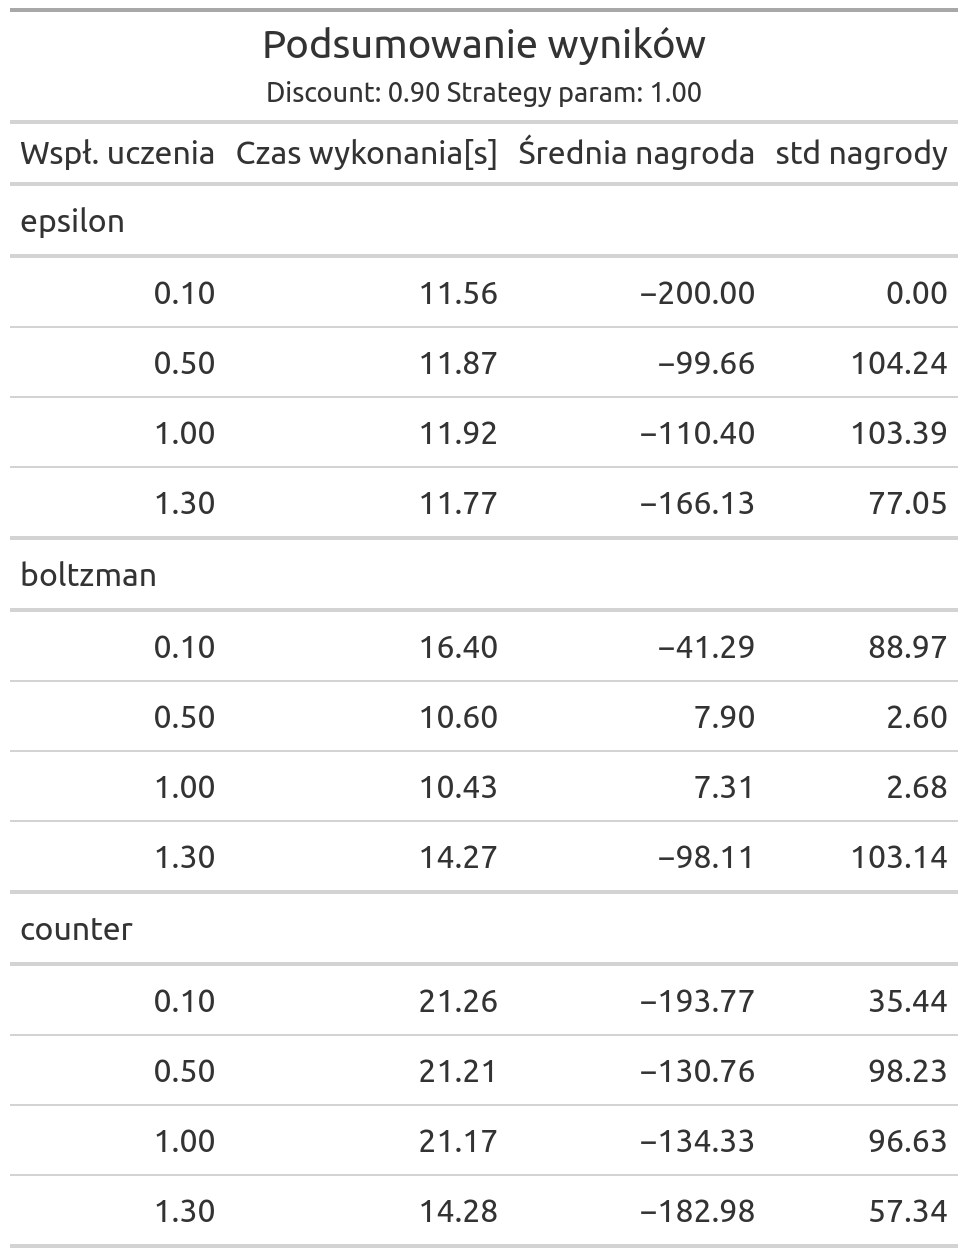 Podsumowanie wyników
Discount: 0.90 Strategy param: 1.00
Wspł. uczenia Czas wykonania[s] Średnia nagroda std nagrody
epsilon
0.10 11.56 −200.00 0.00
0.50 11.87 −99.66 104.24
1.00 11.92 −110.40 103.39
1.30 11.77 −166.13 77.05
boltzman
0.10 16.40 −41.29 88.97
0.50 10.60 7.90 2.60
1.00 10.43 7.31 2.68
1.30 14.27 −98.11 103.14
counter
0.10 21.26 −193.77 35.44
0.50 21.21 −130.76 98.23
1.00 21.17 −134.33 96.63
1.30 14.28 −182.98 57.34